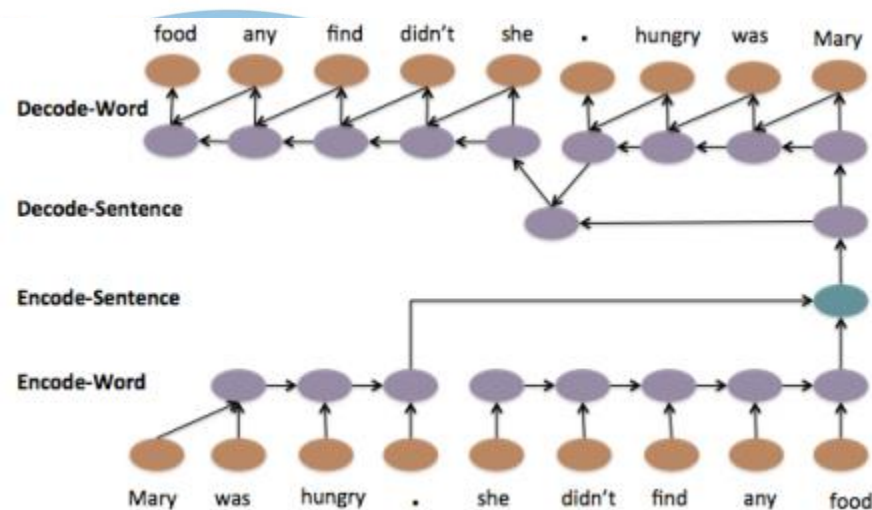 food any find didn't she . hungry was Mary
Decode-Word
Decode-Sentence
Encode-Sentence
Encode-Word
Mary was hungry . she didn't find any food